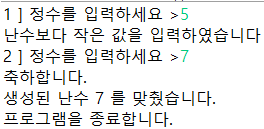 1 ] 정수를 입력하세요 >5
난수보다 작은 값을 입력하였습니다
2 ] 정수를 입력하세요 >7
축하합니다.
생성된 난수 7 를 맞췄습니다.
프로그램을 종료합니다.